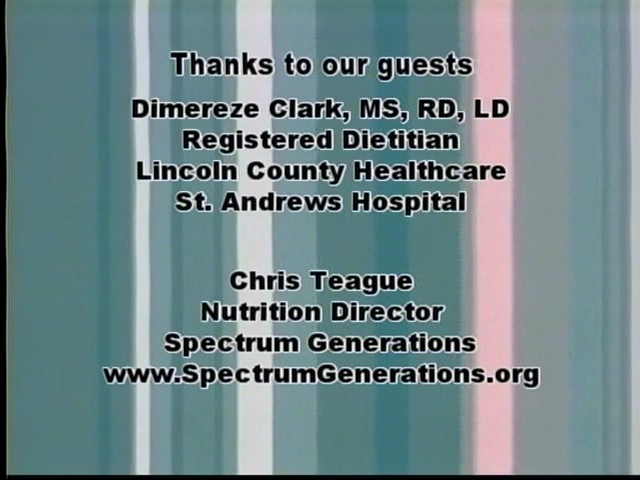 Thanks to our guests
Dimereze Clark, MS, RD, LD
Registered Dietitian
Lincoln County Healthcare
St. Andrews Hospital
Chris Teague
Nutrition Director
Spectrum Generations
www.SpectrumGenerations.org